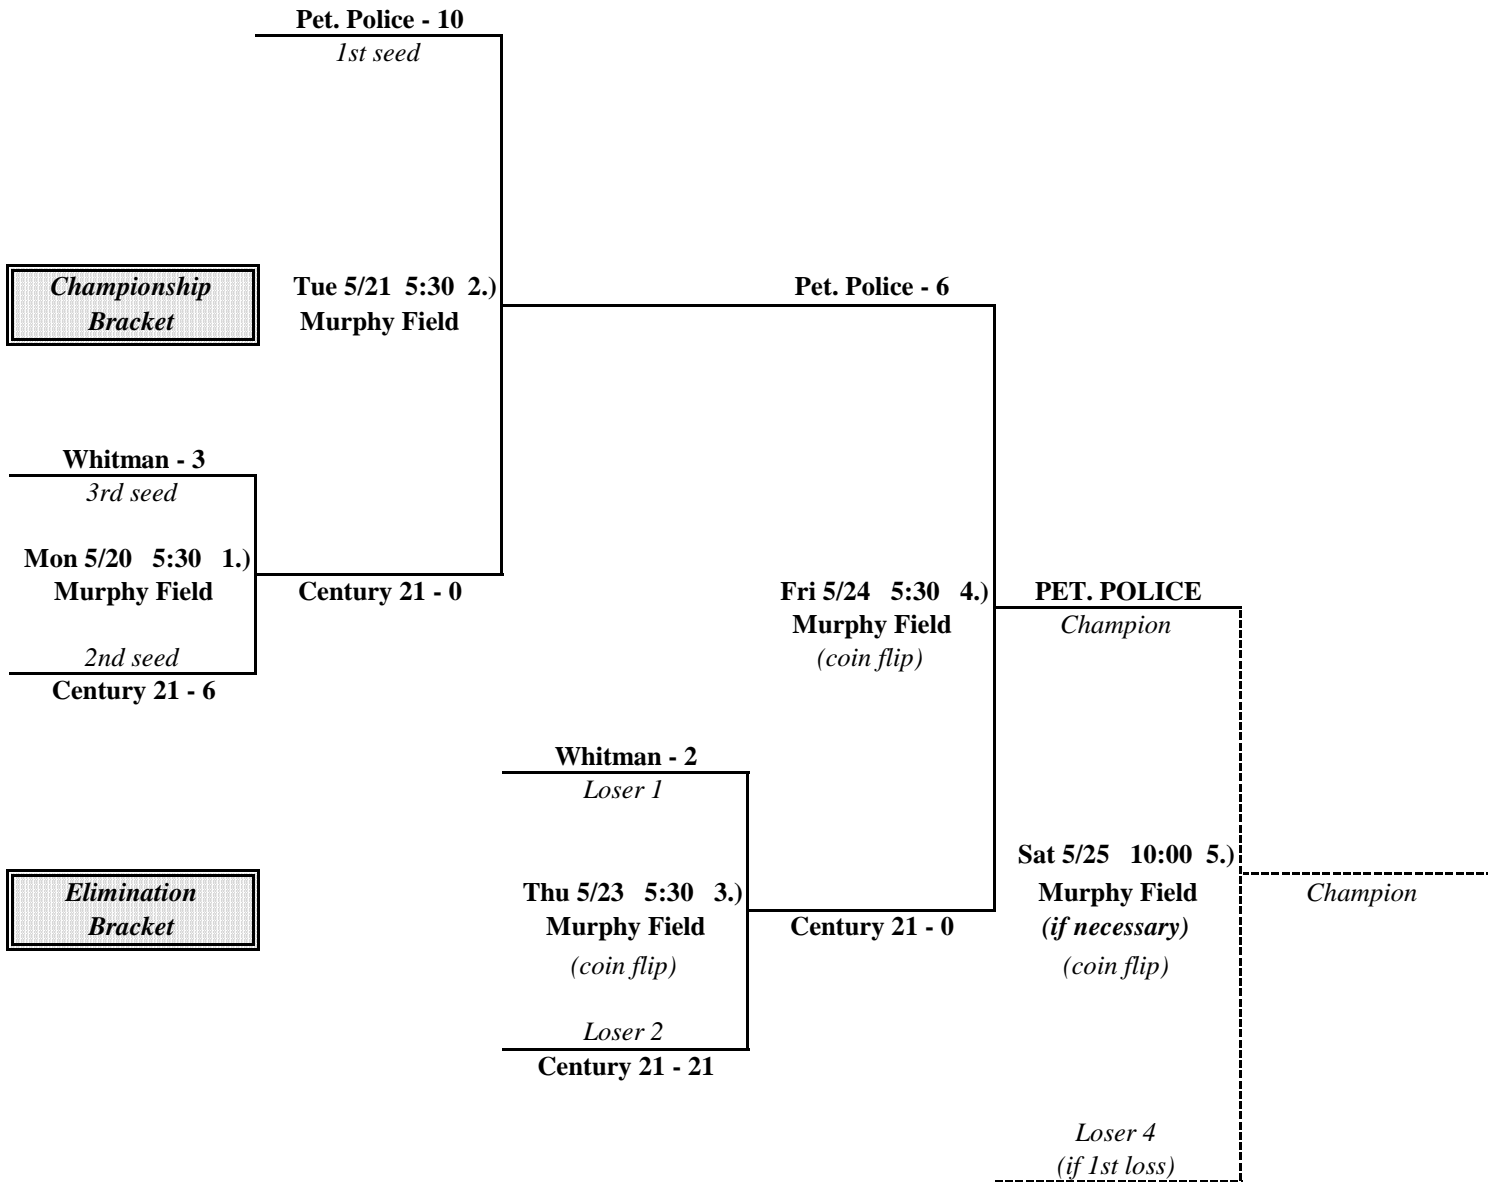 Pet. Police - 10
1st seed
Championship
Bracket
Tue 5/21 5:30 2.)
Murphy Field
Pet. Police - 6
Whitman - 3
3rd seed
Mon 5/20 5:30 1.)
Murphy Field
2nd seed
Century 21 - 6
Century 21 - 0
Fri 5/24 5:30 4.)
Murphy Field
(coin flip)
PET. POLICE
Champion
Whitman - 2
Loser 1
Elimination
Bracket
Thu 5/23 5:30 3.)
Murphy Field
(coin flip)
Loser 2
Century 21 - 21
Century 21 - 0
Sat 5/25 10:00 5.)
Murphy Field
(if necessary)
(coin flip)
Champion
Loser 4
(if 1st loss)